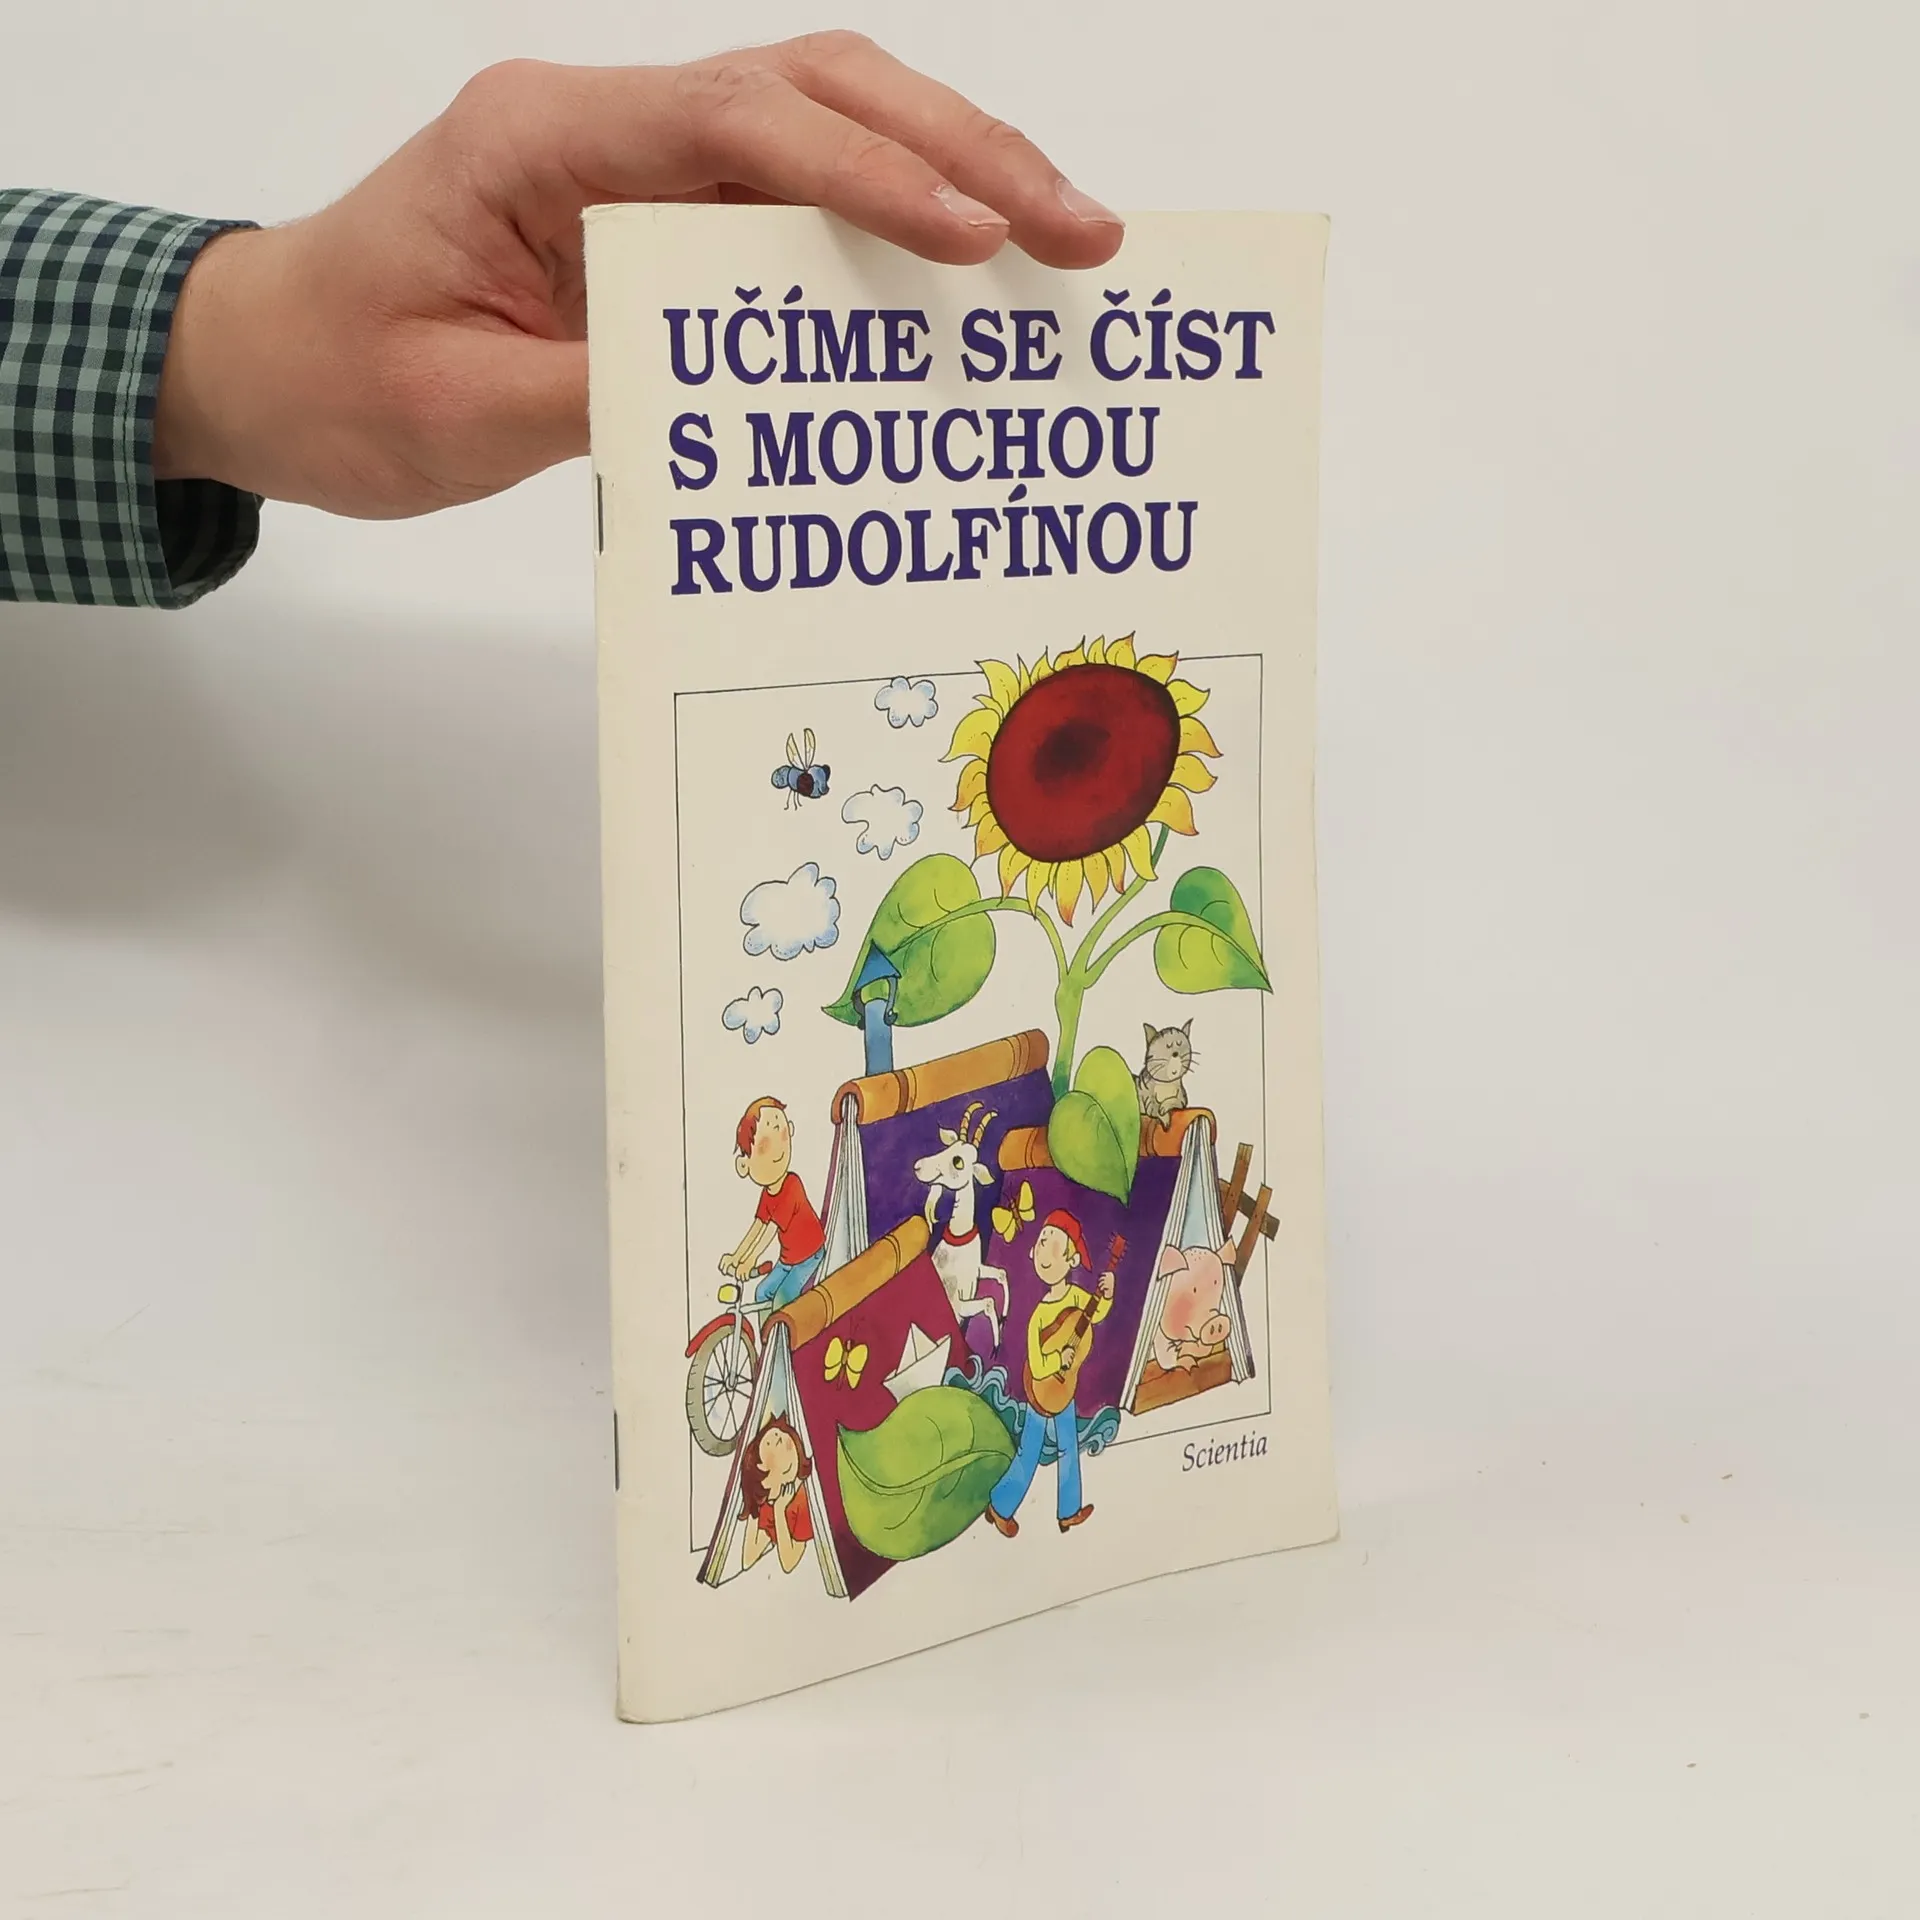 UČÍME SE ČÍST
S MOUCHOU
RUDOLFÍNOU
Scientia